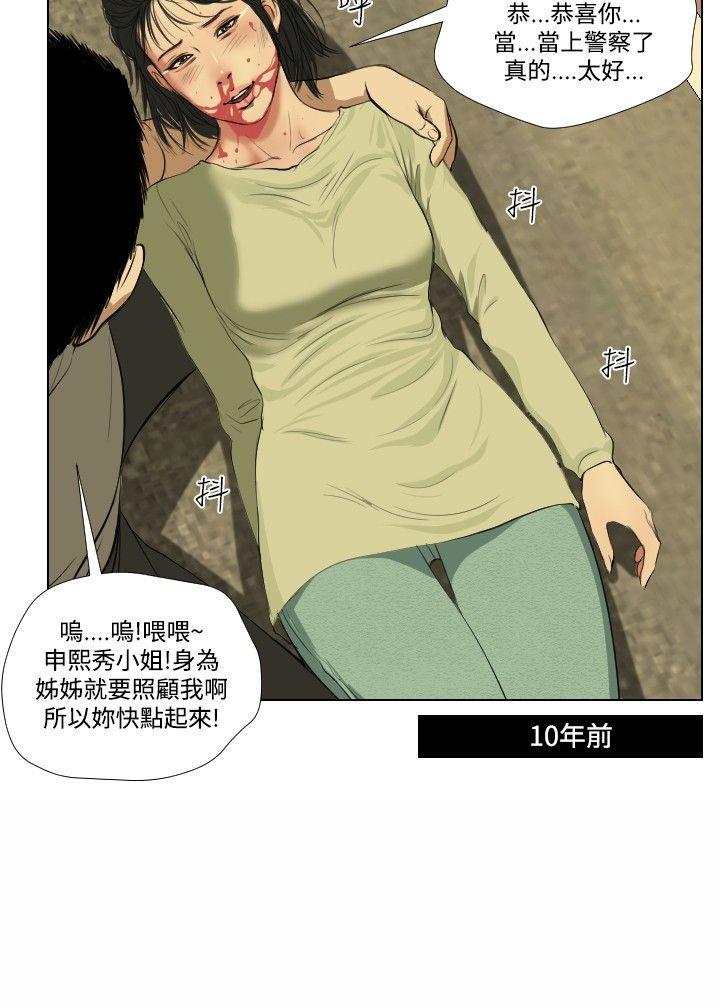 恭...恭喜你...
當...當上警察了
真的....太好...
抖
抖
抖
嗚....嗚!喂喂~
申熙秀小姐!身為
姊姊就要照顧我啊
所以妳快點起來!
10年前